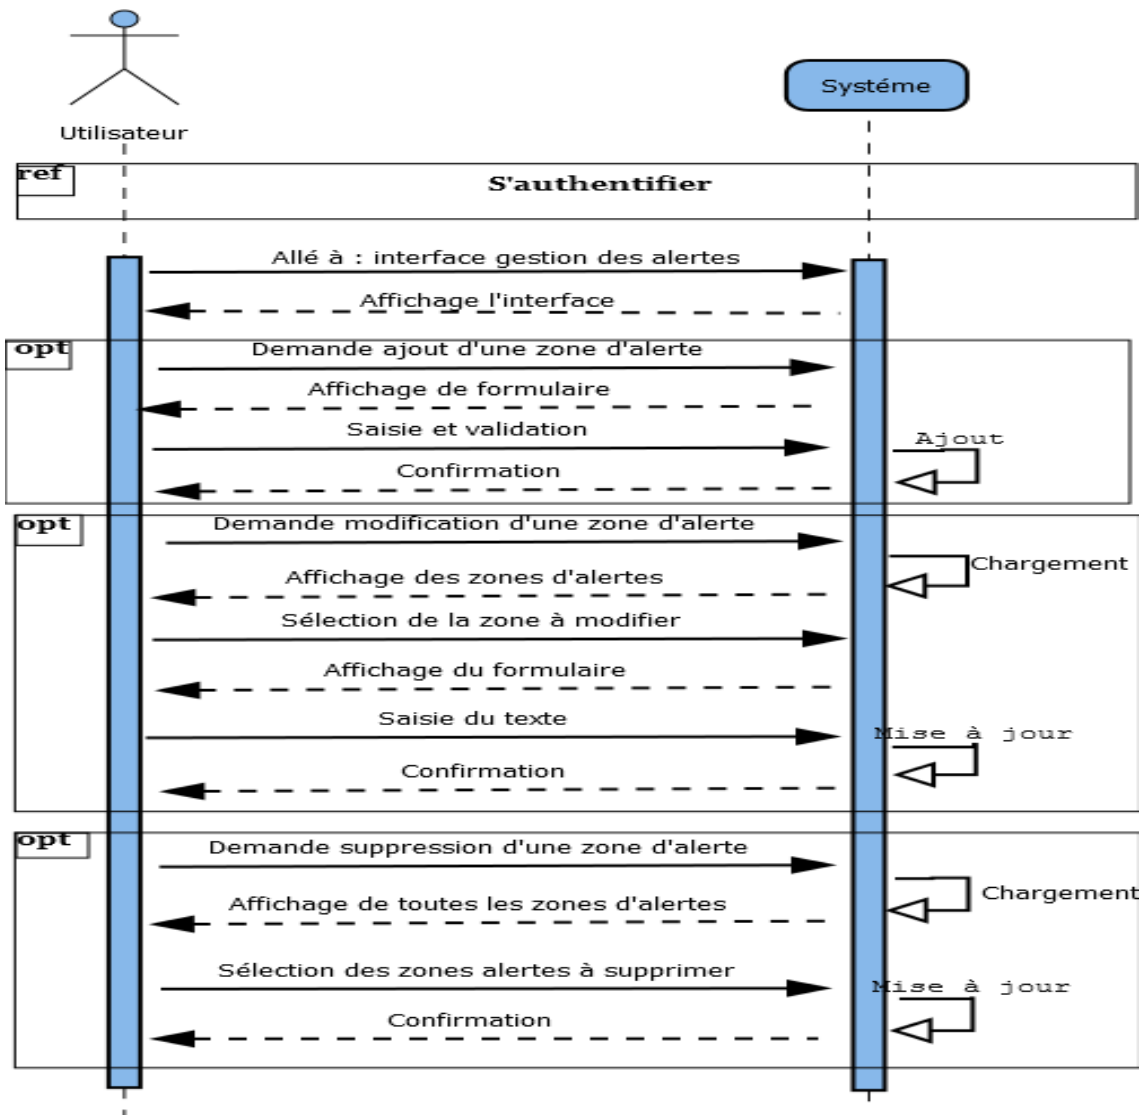 Systéme
Utilisateur
ref
S'authentifier
Allé à : interface gestion des alertes
Affichage l'interface
opt
Demande ajout d'une zone d'alerte
Affichage de formulaire
Saisie et validation
Ajout
Confirmation
opt
Demande modification d'une zone d'alerte
Chargement
Affichage des zones d'alertes
Sélection de la zone à modifier
Affichage du formulaire
Saisie du texte
Mise à jour
Confirmation
opt
Demande suppression d'une zone d'alerte
Chargement
Affichage de toutes les zones d'alertes
Sélection des zones alertes à supprimer
Mise à jour
Confirmation